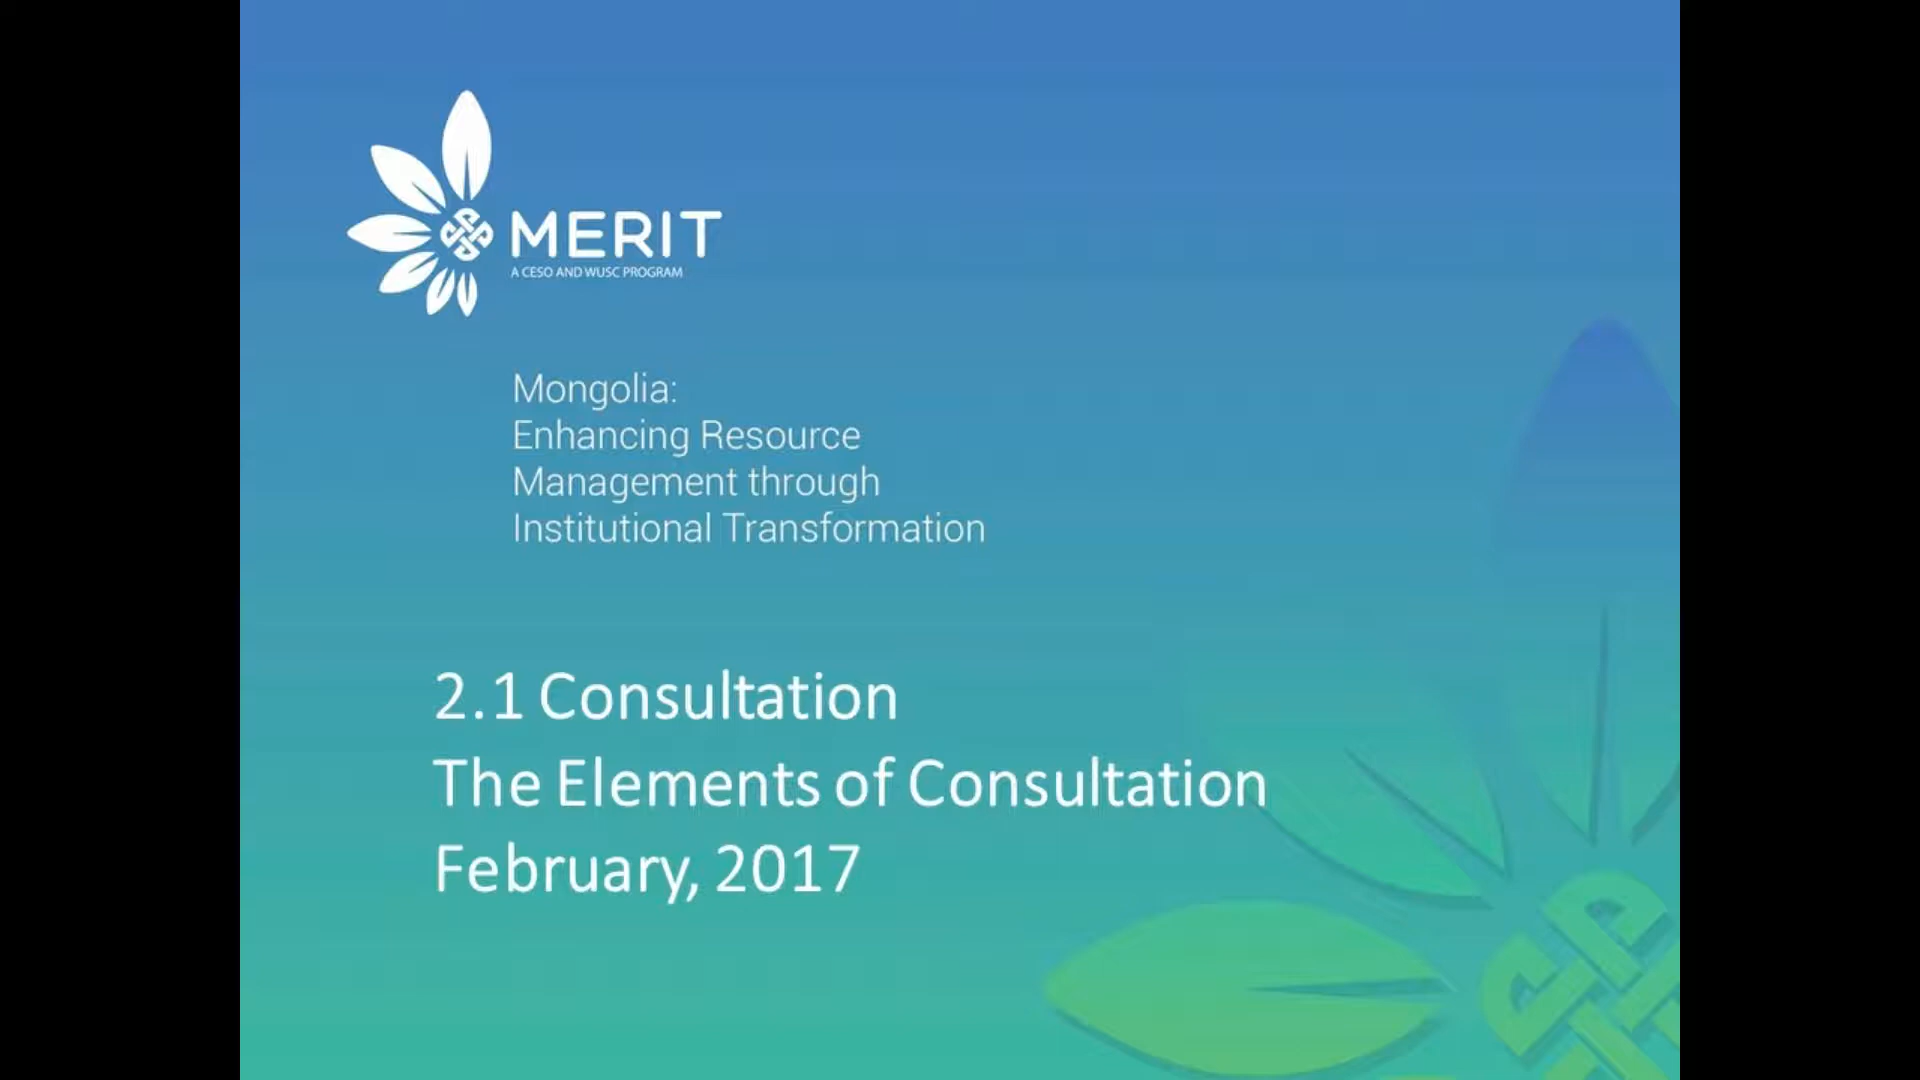 MERIT
A CESO AND WUSC PROGRAM
Mongolia:
Enhancing Resource
Management through
Institutional Transformation
2.1 Consultation
The Elements of Consultation
February, 2017